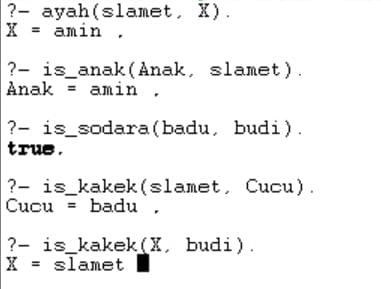 ?- ayah(slamet, X).
X = amin .
?- is_anak(Anak, slamet).
Anak = amin .
?- is_sodara(badu, budi).
true.
?- is_kakek(slamet, Cucu).
Cucu = badu .
?- is_kakek(X, budi).
X = slamet